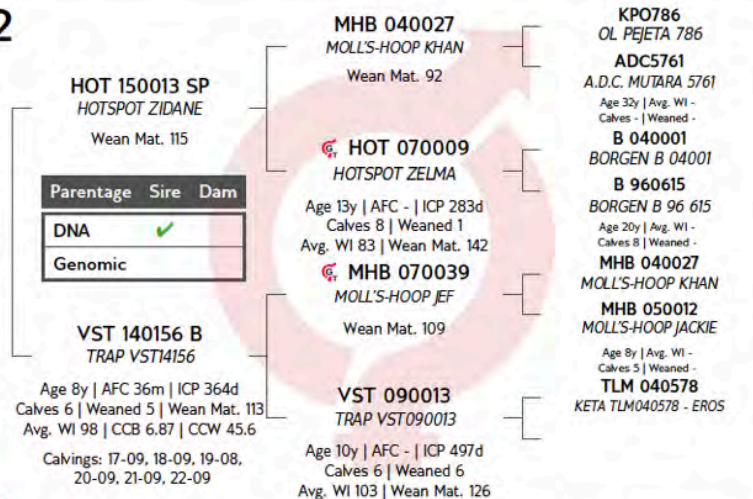 2
HOT 150013 SP
HOTSPOT ZIDANE
Wean Mat. 115
Parentage Sire Dam
DNA ✔
Genomic
VST 140156 B
TRAP VST14156
Age 8y | AFC 36m | ICP 364d
Calves 6 | Weaned 5 | Wean Mat. 113
Avg. WI 98 | CCB 6.87 | CCW 45.6
Calvings: 17-09, 18-09, 19-08,
20-09, 21-09, 22-09
MHB 040027
MOLL'S-HOOP KHAN
Wean Mat. 92
HOT 070009
HOTSPOT ZELMA
Age 13y | AFC - | ICP 283d
Calves 8 | Weaned 1
Avg. WI 83 | Wean Mat. 142
MHB 070039
MOLL'S-HOOP JEF
Wean Mat. 109
VST 090013
TRAP VST090013
Age 10y | AFC - | ICP 497d
Calves 6 | Weaned 6
Avg. WI 103 | Wean Mat. 126
KPO786
OL PEJETA 786
ADC5761
A.D.C. MUTARA 5761
Age 32y | Avg. WI -
Calves - | Weaned -
B 040001
BORGEN B 04001
B 960615
BORGEN B 96 615
Age 20y | Avg. WI -
Calves 8 | Weaned -
MHB 040027
MOLL'S-HOOP KHAN
MHB 050012
MOLL'S-HOOP JACKIE
Age 8y | Avg. WI -
Calves 5 | Weaned -
TLM 040578
KETA TLM040578 - EROS